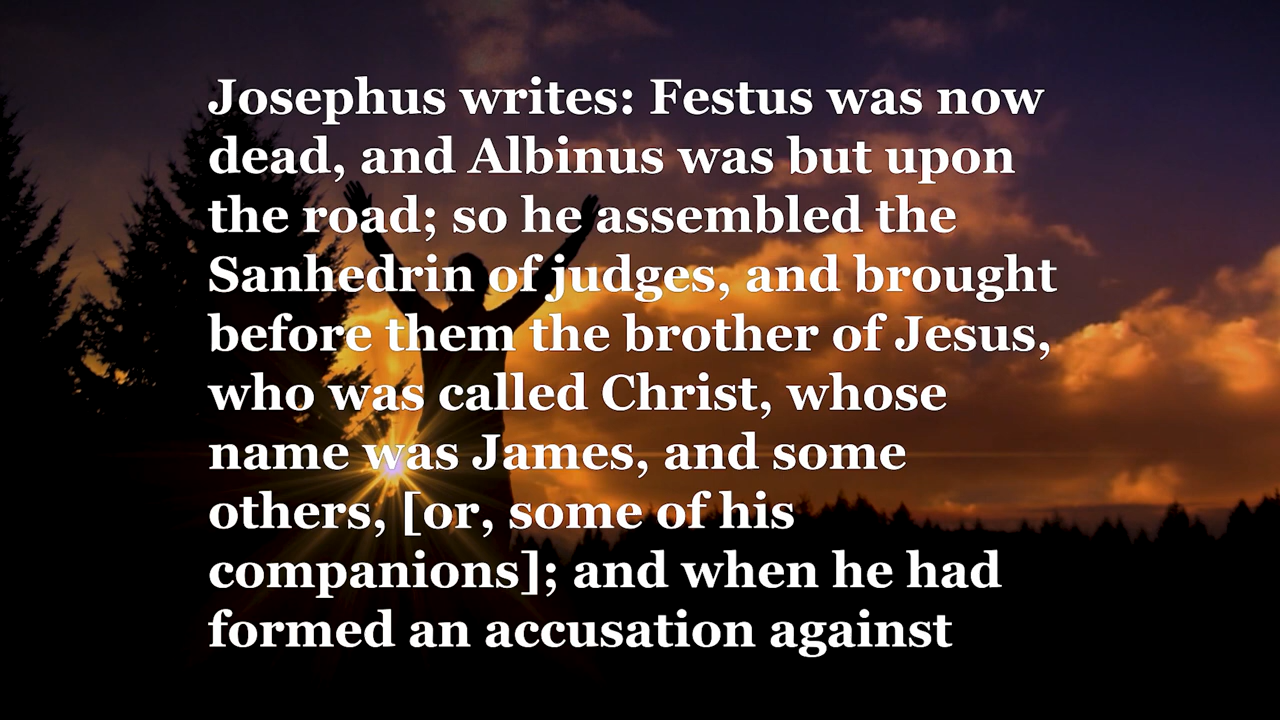 Josephus writes: Festus was now
dead, and Albinus was but upon
the road; so he assembled the
Sanhedrin of judges, and brought
before them the brother of Jesus,
who was called Christ, whose
name was James, and some
others, [or, some of his
companions]; and when he had
formed an accusation against